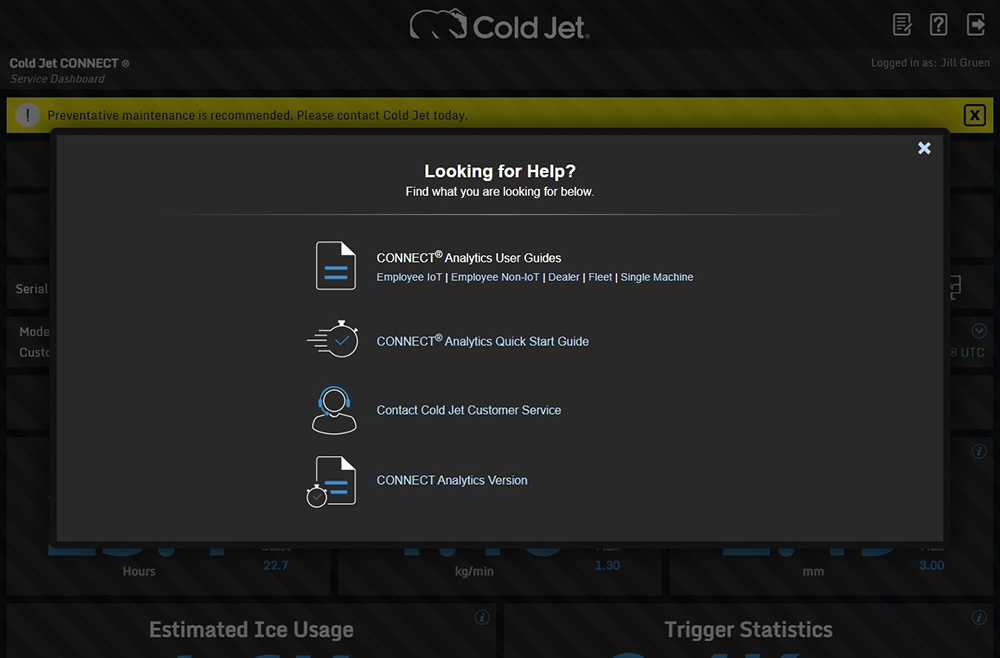 Cold Jet®
Cold Jet CONNECT ®
Service Dashboard
Logged in as: Jill Gruen
! Preventative maintenance is recommended. Please contact Cold Jet today. X
Looking for Help?
Find what you are looking for below.
CONNECT® Analytics User Guides
Employee IoT | Employee Non-IoT | Dealer | Fleet | Single Machine
CONNECT® Analytics Quick Start Guide
Contact Cold Jet Customer Service
CONNECT Analytics Version
Serial
Mode
Custo
8 UTC
Hours
22.7
kg/min
1.30
mm
3.00
Estimated Ice Usage
Trigger Statistics